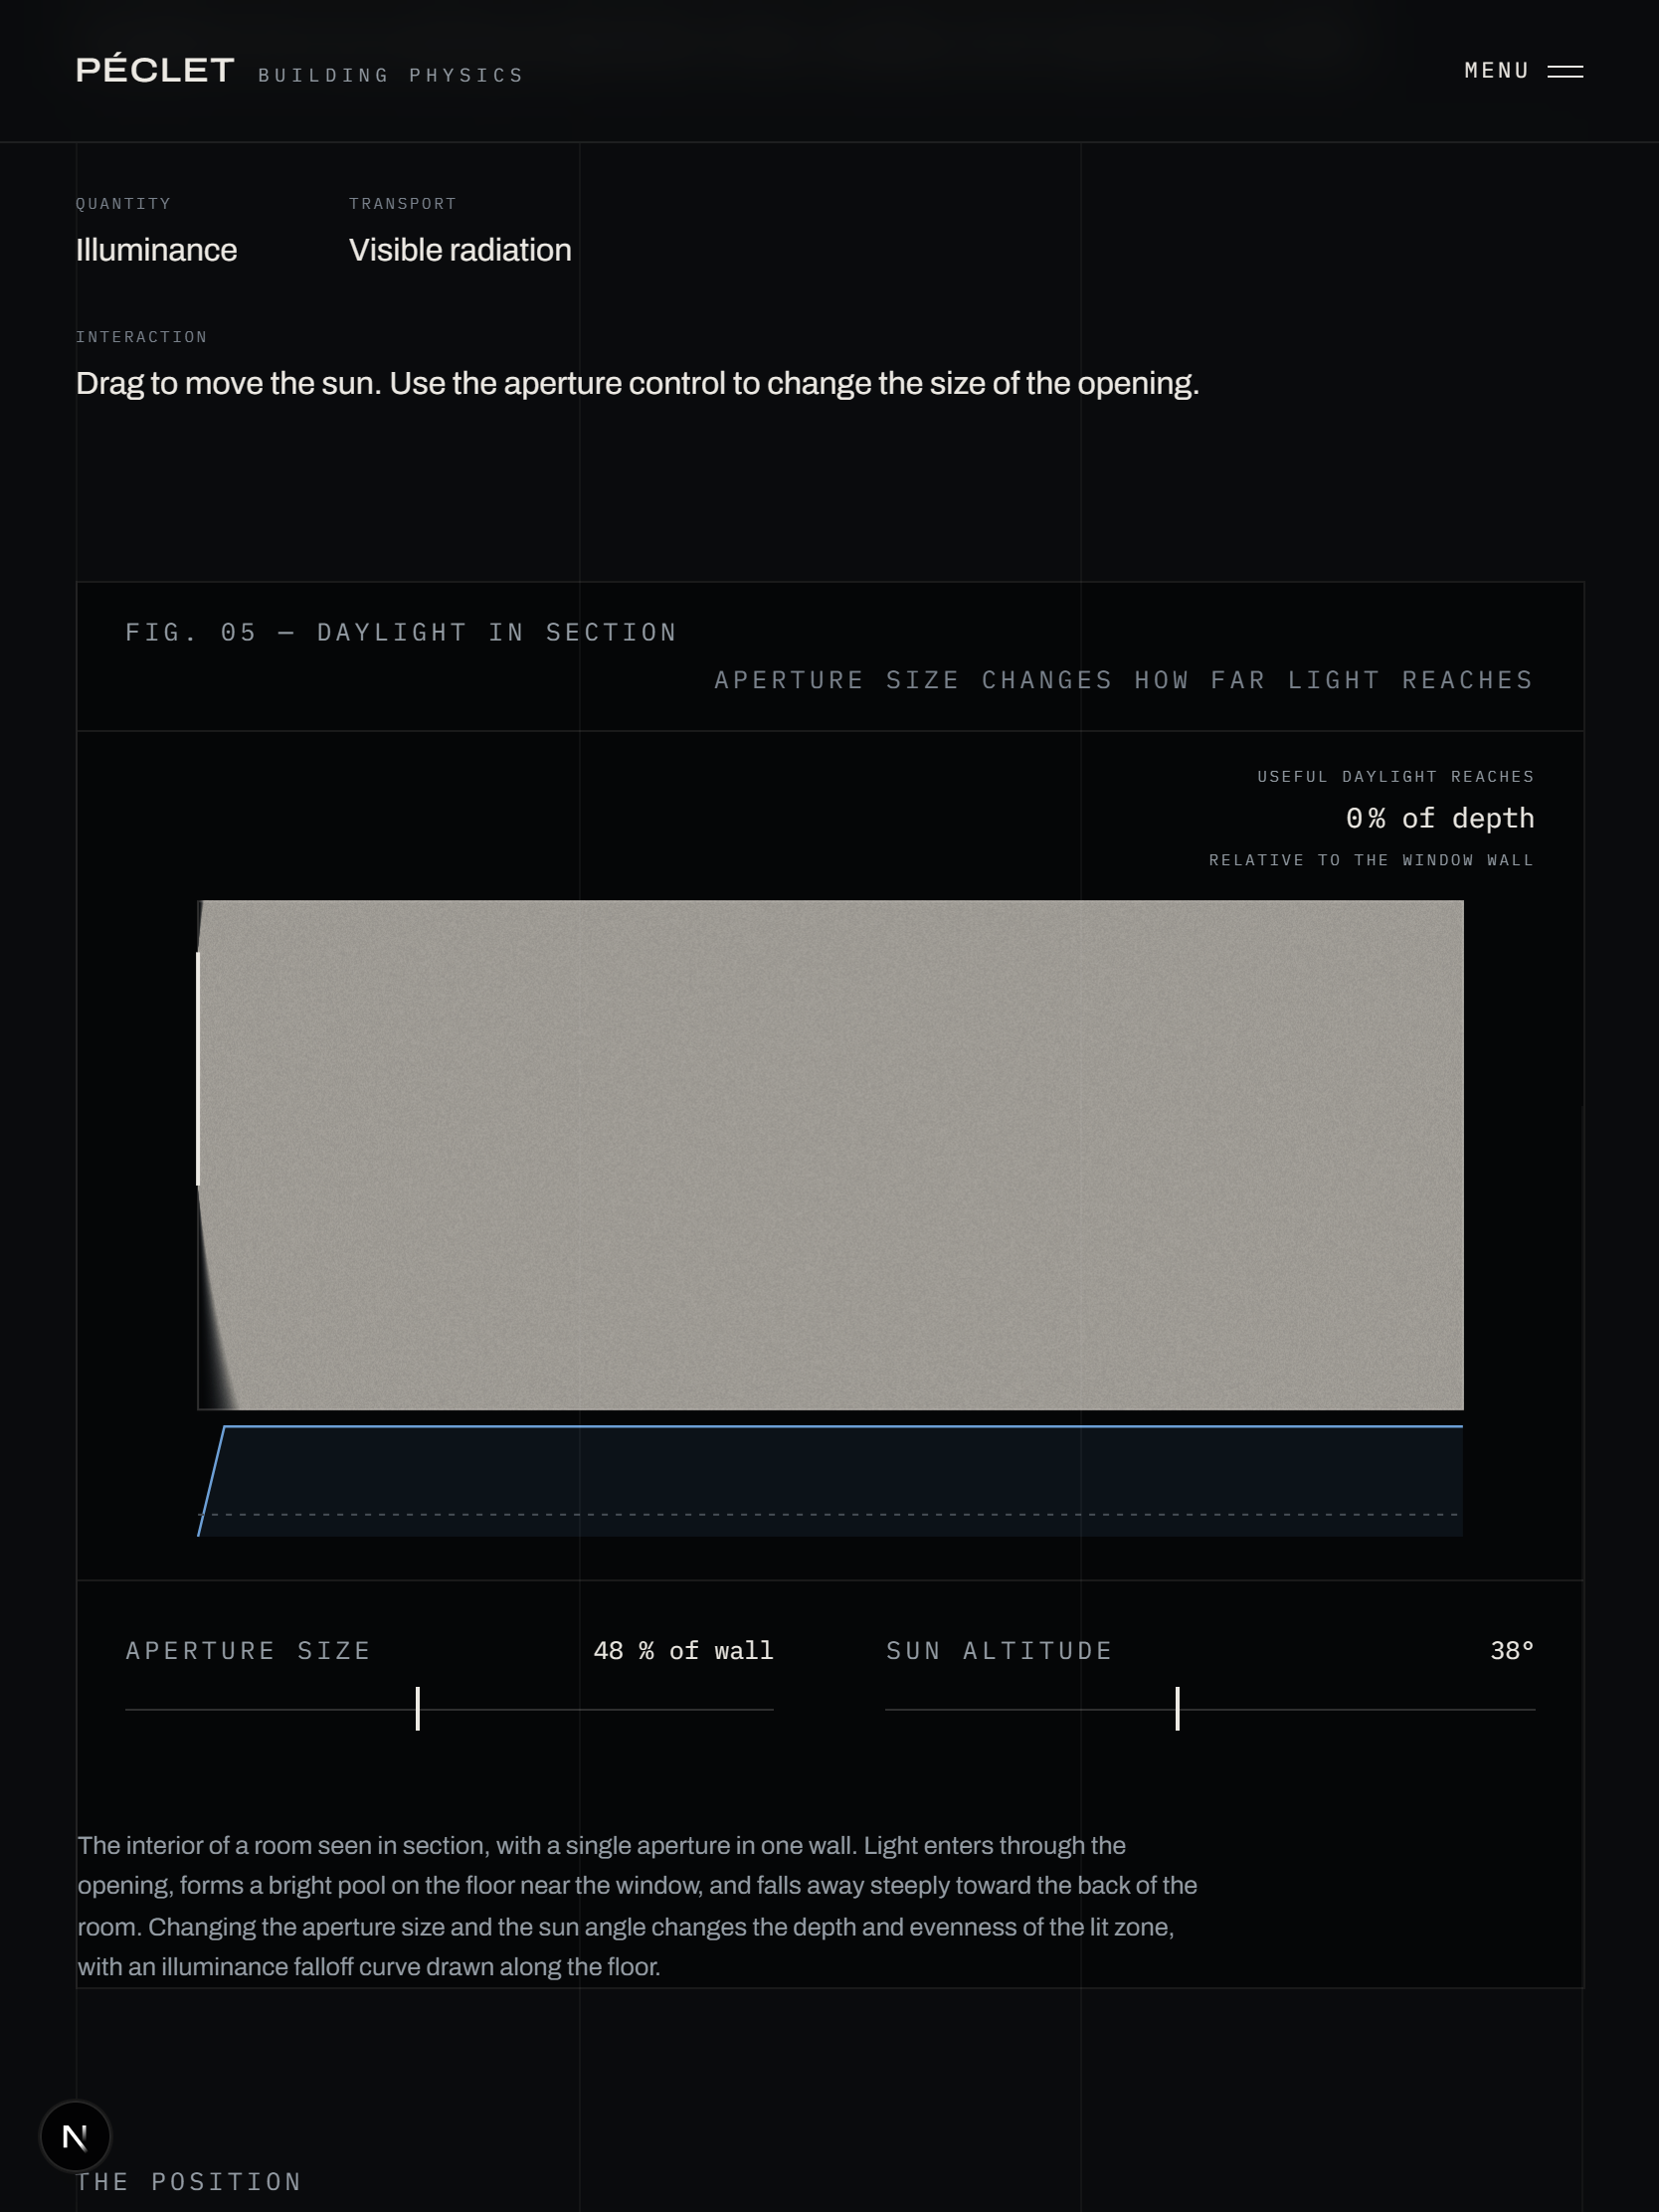 PÉCLET BUILDING PHYSICS
MENU
QUANTITY
TRANSPORT
Illuminance
Visible radiation
INTERACTION
Drag to move the sun. Use the aperture control to change the size of the opening.
FIG. 05 — DAYLIGHT IN SECTION
APERTURE SIZE CHANGES HOW FAR LIGHT REACHES
USEFUL DAYLIGHT REACHES
0% of depth
RELATIVE TO THE WINDOW WALL
APERTURE SIZE
48 % of wall
SUN ALTITUDE
38°
The interior of a room seen in section, with a single aperture in one wall. Light enters through the
opening, forms a bright pool on the floor near the window, and falls away steeply toward the back of the
room. Changing the aperture size and the sun angle changes the depth and evenness of the lit zone,
with an illuminance falloff curve drawn along the floor.
N
THE POSITION